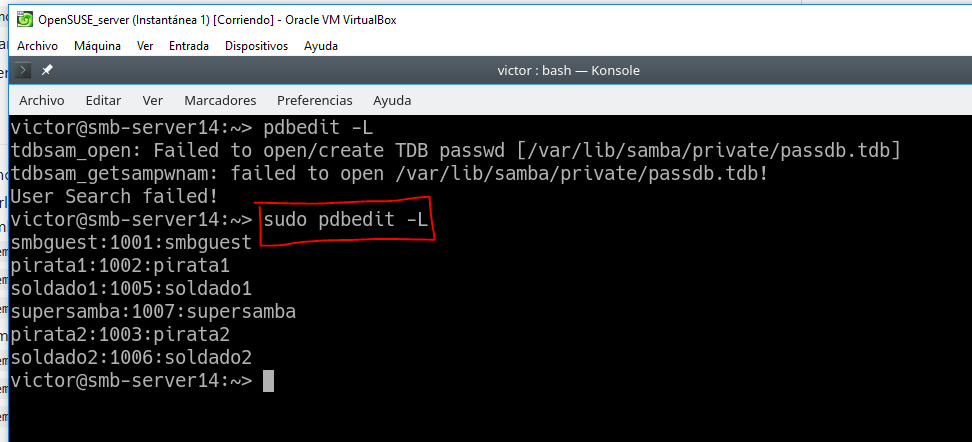 OpenSUSE_server (Instantánea 1) [Corriendo] - Oracle VM VirtualBox
Archivo Máquina Ver Entrada Dispositivos Ayuda
victor : bash — Konsole
Archivo Editar Ver Marcadores Preferencias Ayuda
victor@smb-server14:~> pdbedit -L
tdbsam_open: Failed to open/create TDB passwd [/var/lib/samba/private/passdb.tdb]
tdbsam_getsampwnam: failed to open /var/lib/samba/private/passdb.tdb!
User Search failed!
victor@smb-server14:~> sudo pdbedit -L
smbguest:1001:smbguest
pirata1:1002:pirata1
soldado1:1005:soldado1
supersamba:1007:supersamba
pirata2:1003:pirata2
soldado2:1006:soldado2
victor@smb-server14:~>